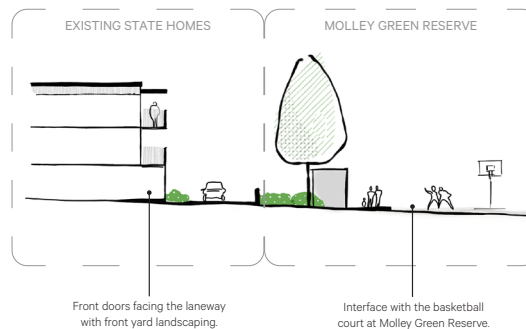 EXISTING STATE HOMES
MOLLEY GREEN RESERVE
Front doors facing the laneway
with front yard landscaping.
Interface with the basketball
court at Molley Green Reserve.